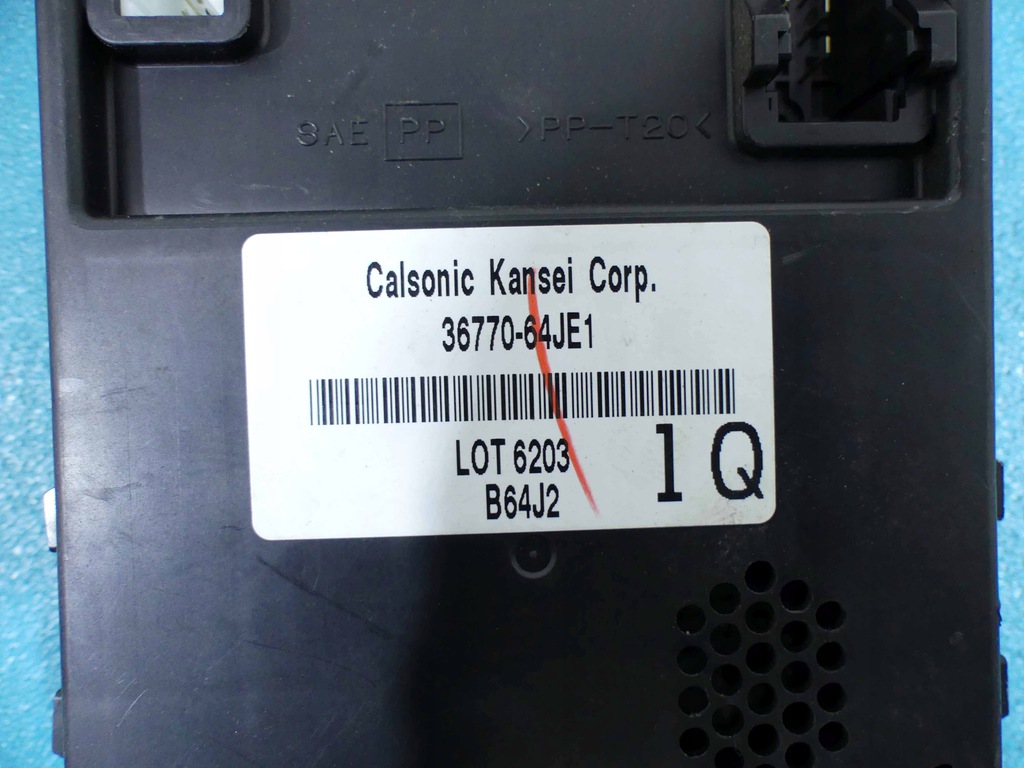 SAE PP >PP-T20<
Calsonic Kansei Corp.
36770-64JE1
LOT 6203
B64J2
1Q